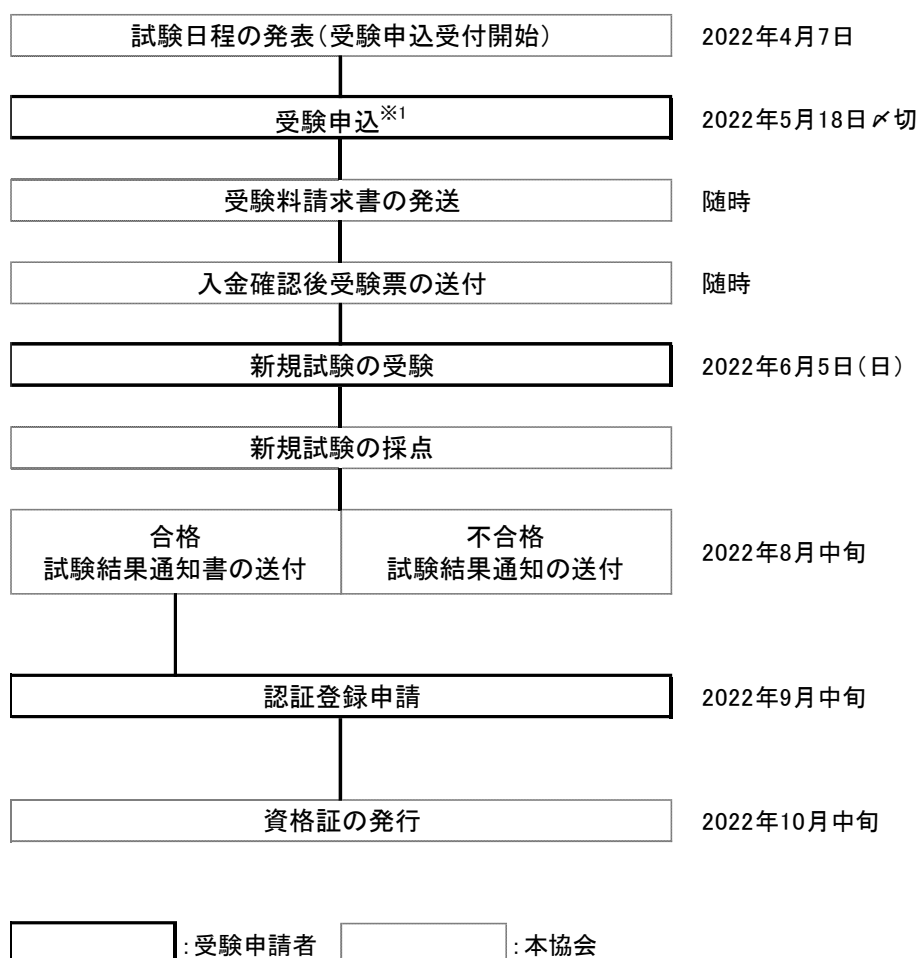 試験日程の発表(受験申込受付開始) 2022年4月7日
受験申込※1 2022年5月18日〆切
受験料請求書の発送 随時
入金確認後受験票の送付 随時
新規試験の受験 2022年6月5日(日)
新規試験の採点
合格 不合格
試験結果通知書の送付 試験結果通知の送付 2022年8月中旬
認証登録申請 2022年9月中旬
資格証の発行 2022年10月中旬
:受験申請者 :本協会